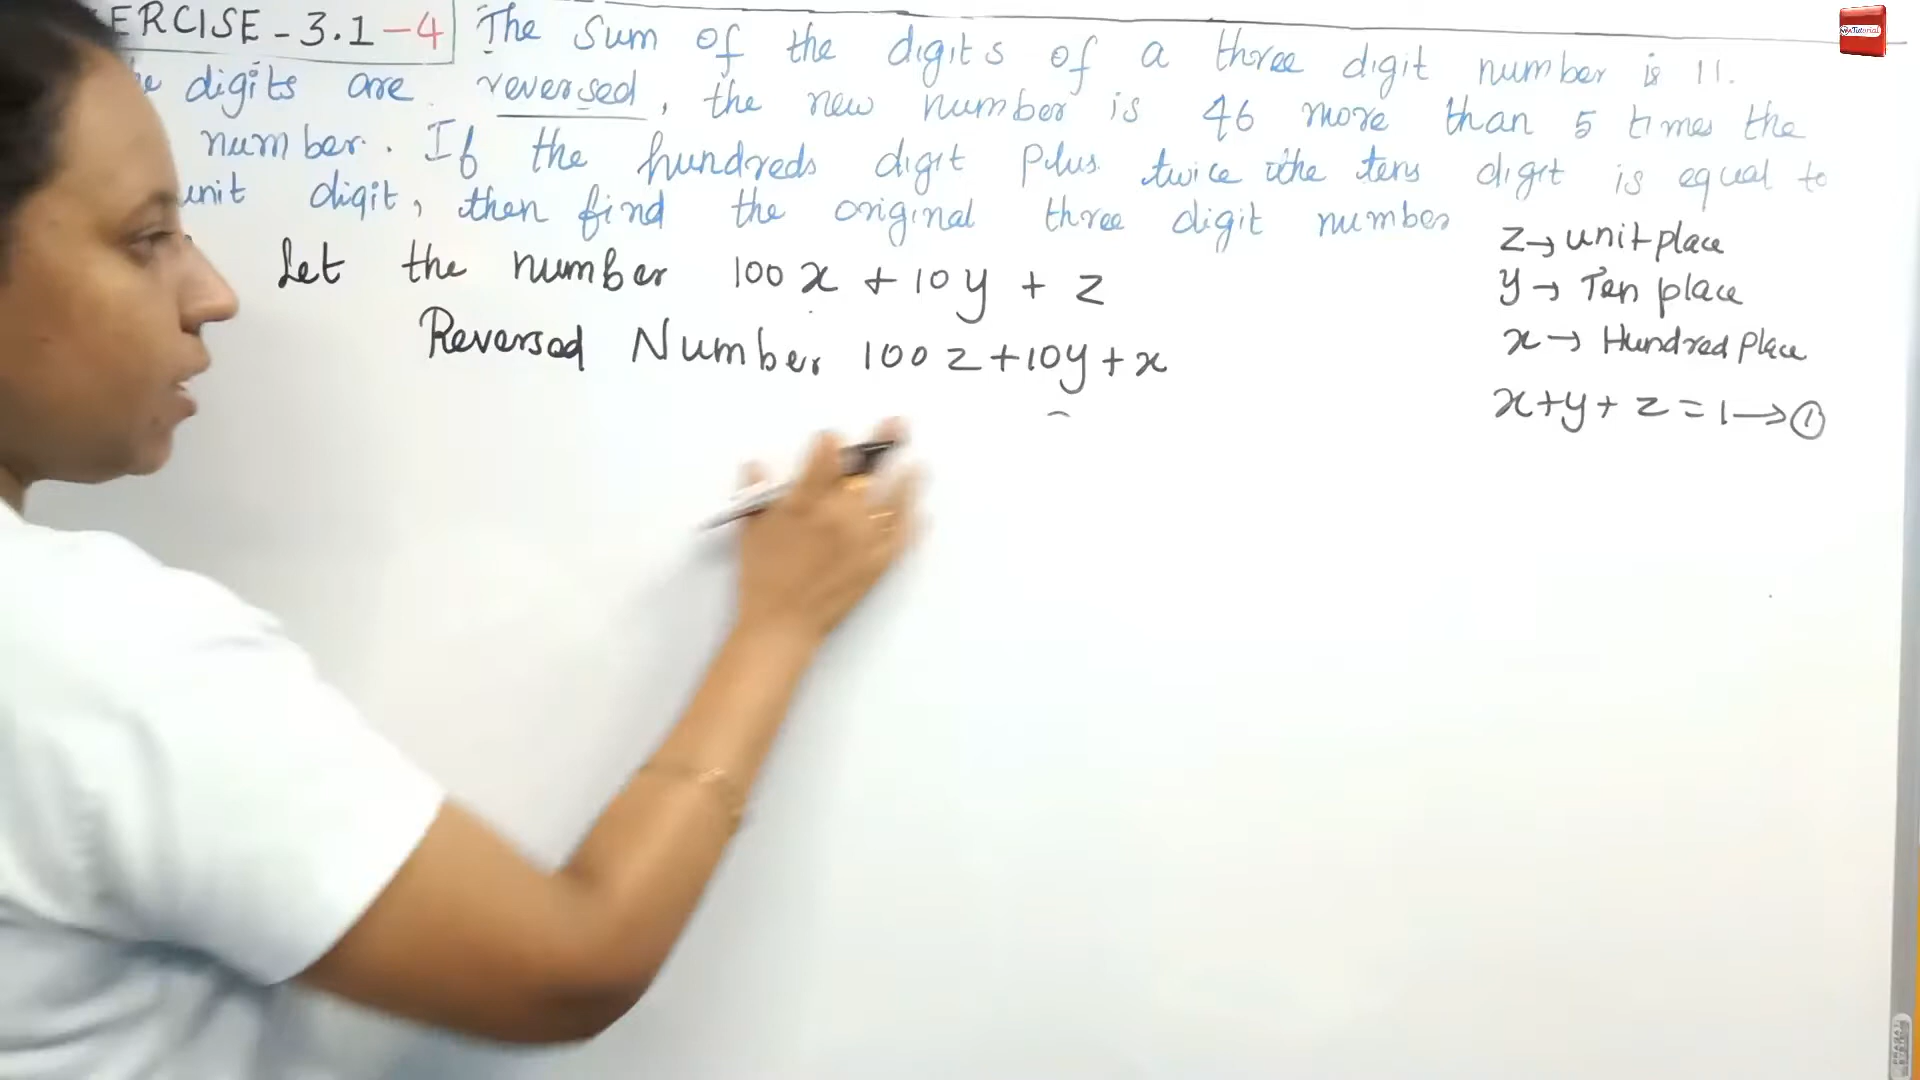 ERCISE-3.1-4 The Sum of the digits of a three digit number is 11.
digits are reversed, the new number is 46 more than 5 times the
number. If the hundreds digit plus twice the tens digit is equal to
unit digit, then find the original three digit number
z→ unit place
Let the number 100x + 10y + z
y → Ten place
Reversed Number 100z+10y+x
x → Hundred Place
x+y+z=1→①